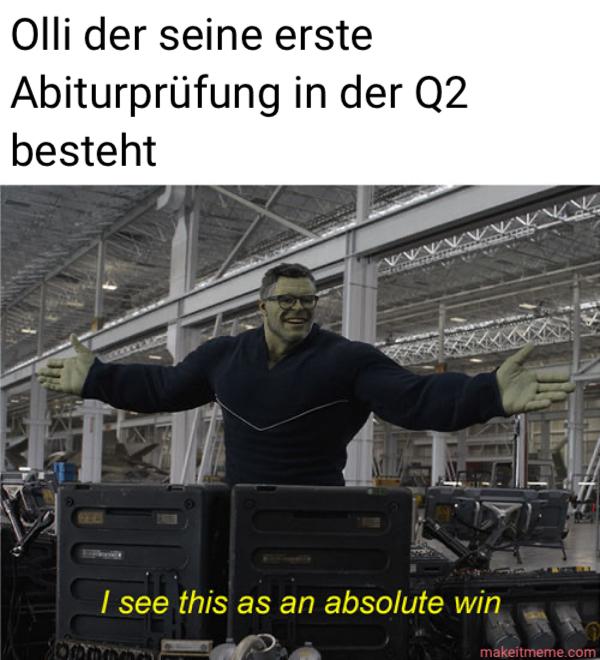 Olli der seine erste
Abiturprüfung in der Q2
besteht
I see this as an absolute win
makeitmeme.com